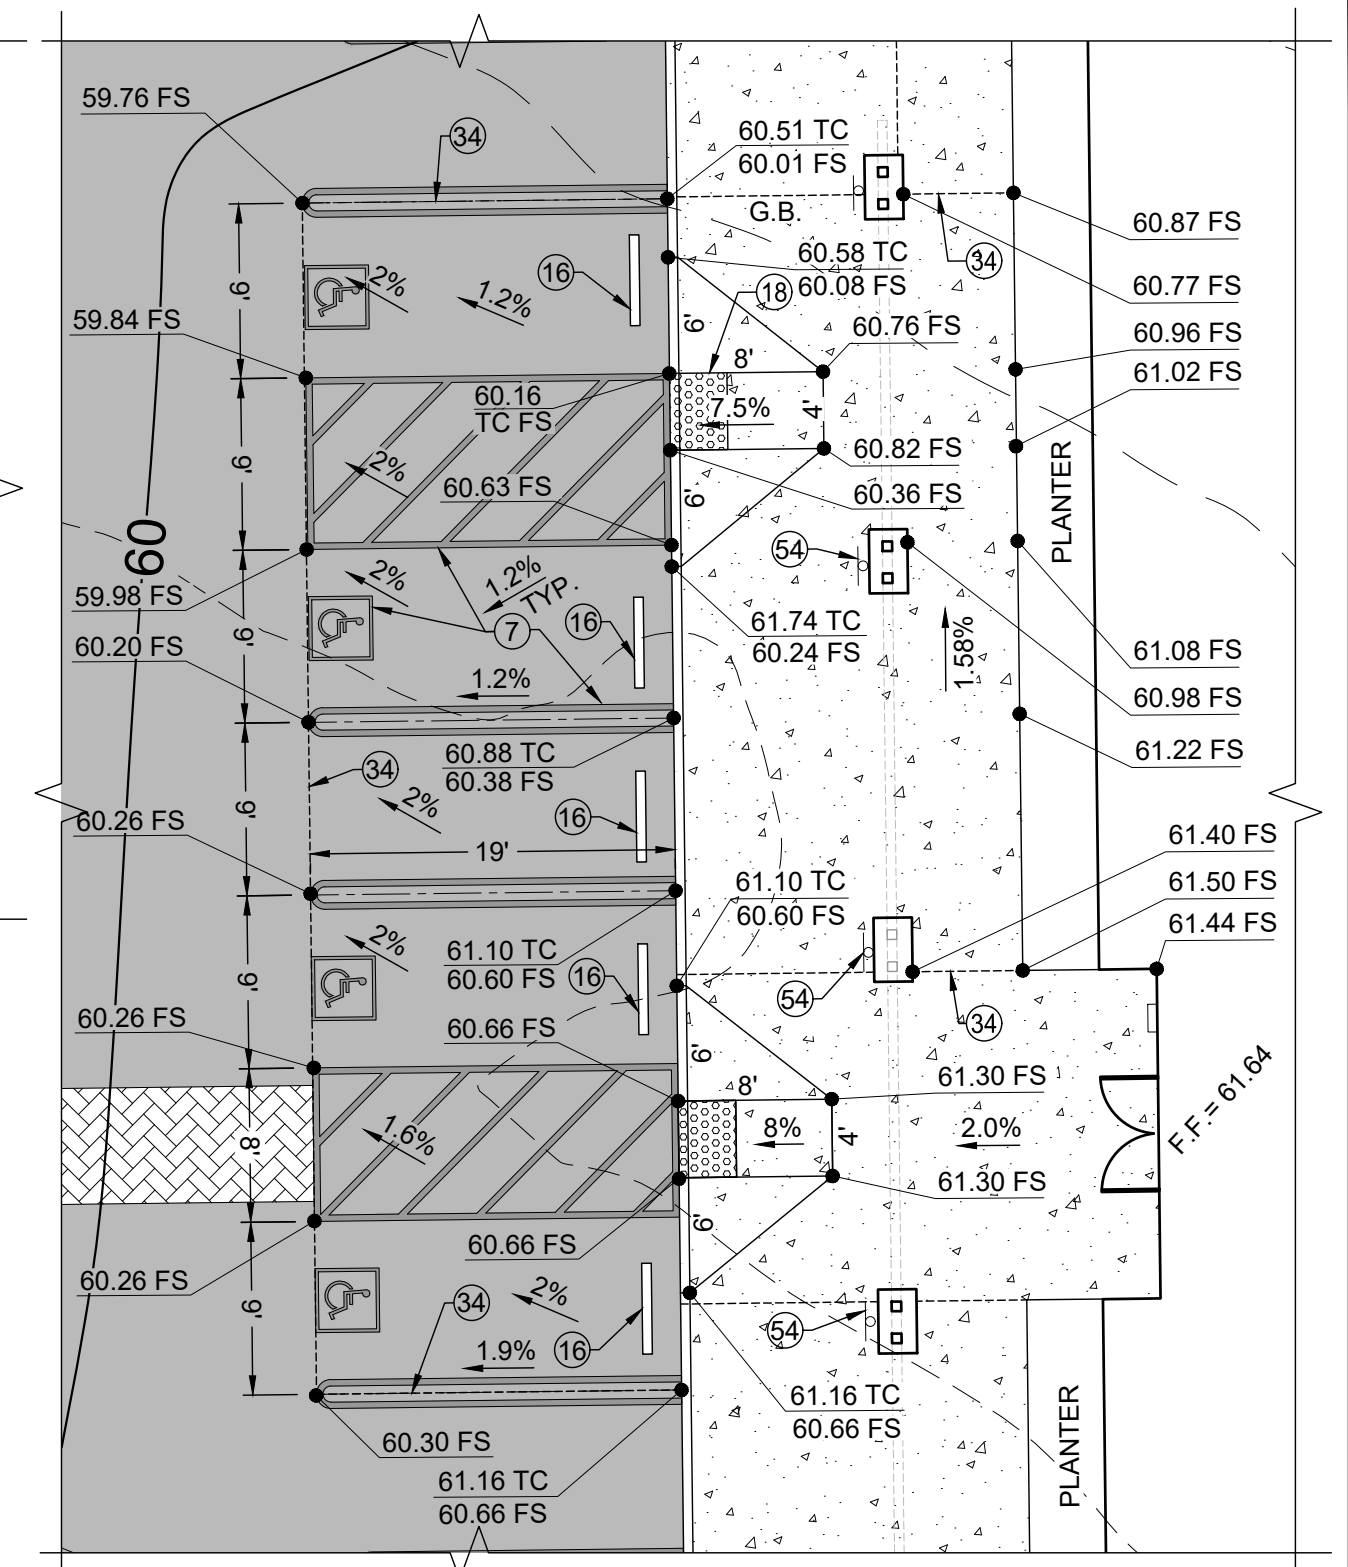 59.76 FS
34
60.51 TC
60.01 FS
G.B.
60.87 FS
60.58 TC
60.08 FS
34
2%
1.2%
16
18
60.77 FS
9'
59.84 FS
6'
60.76 FS
60.96 FS
8'
61.02 FS
60.16
TC FS
7.5%
4'
9'
2%
60.82 FS
PLANTER
60.63 FS
6'
60.36 FS
60
54
59.98 FS
2%
1.2%
TYP.
7
16
9'
61.74 TC
60.24 FS
1.58%
61.08 FS
60.20 FS
1.2%
60.98 FS
60.88 TC
60.38 FS
61.22 FS
34
2%
9'
16
60.26 FS
19'
61.40 FS
61.10 TC
60.60 FS
61.50 FS
61.44 FS
2%
61.10 TC
60.60 FS
16
9'
54
34
60.26 FS
60.66 FS
6'
8'
61.30 FS
F.F.= 61.64
8'
1.6%
8%
4'
2.0%
61.30 FS
6'
60.66 FS
60.26 FS
9'
34
2%
16
54
1.9%
61.16 TC
60.66 FS
PLANTER
60.30 FS
61.16 TC
60.66 FS